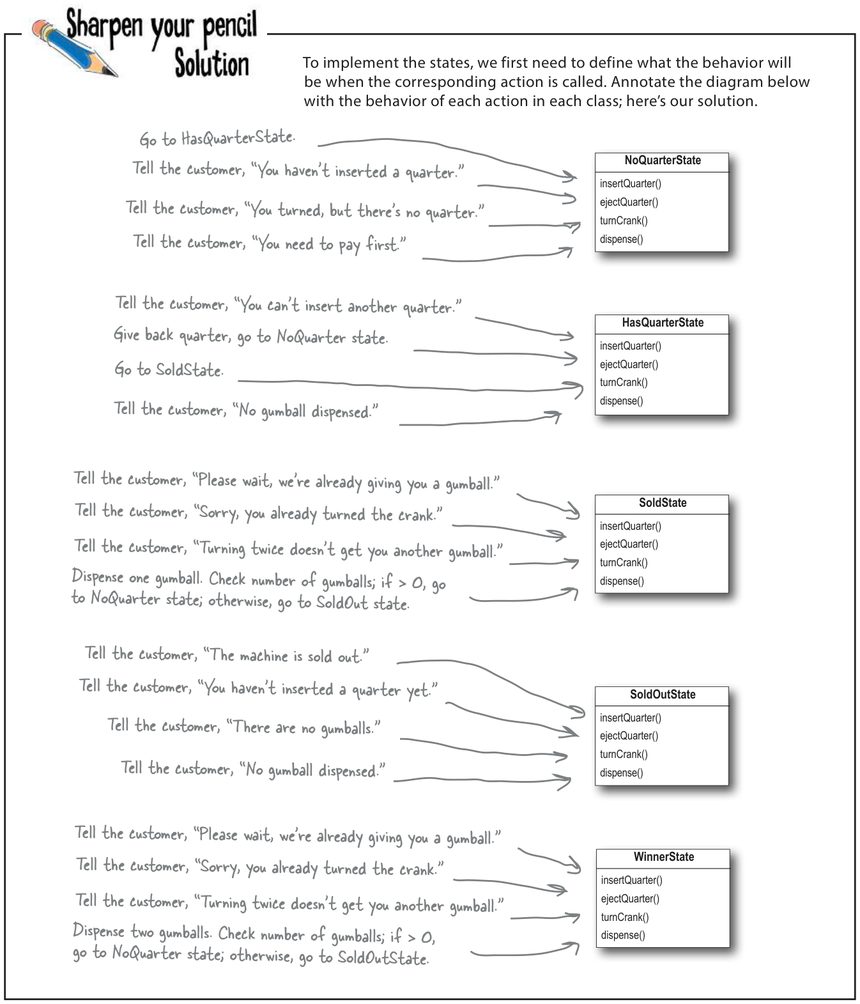 Sharpen your pencil
Solution
To implement the states, we first need to define what the behavior will
be when the corresponding action is called. Annotate the diagram below
with the behavior of each action in each class; here's our solution.
Go to HasQuarterState.
Tell the customer, “You haven't inserted a quarter.”
Tell the customer, “You turned, but there's no quarter.”
Tell the customer, “You need to pay first.”
NoQuarterState
insertQuarter()
ejectQuarter()
turnCrank()
dispense()
Tell the customer, “You can't insert another quarter.”
Give back quarter, go to NoQuarter state.
Go to SoldState.
Tell the customer, “No gumball dispensed.”
HasQuarterState
insertQuarter()
ejectQuarter()
turnCrank()
dispense()
Tell the customer, “Please wait, we're already giving you a gumball.”
Tell the customer, “Sorry, you already turned the crank.”
Tell the customer, “Turning twice doesn't get you another gumball.”
Dispense one gumball. Check number of gumballs; if > 0, go
to NoQuarter state; otherwise, go to SoldOut state.
SoldState
insertQuarter()
ejectQuarter()
turnCrank()
dispense()
Tell the customer, “The machine is sold out.”
Tell the customer, “You haven't inserted a quarter yet.”
Tell the customer, “There are no gumballs.”
Tell the customer, “No gumball dispensed.”
SoldOutState
insertQuarter()
ejectQuarter()
turnCrank()
dispense()
Tell the customer, “Please wait, we're already giving you a gumball.”
Tell the customer, “Sorry, you already turned the crank.”
Tell the customer, “Turning twice doesn't get you another gumball.”
Dispense two gumballs. Check number of gumballs; if > 0,
go to NoQuarter state; otherwise, go to SoldOutState.
WinnerState
insertQuarter()
ejectQuarter()
turnCrank()
dispense()